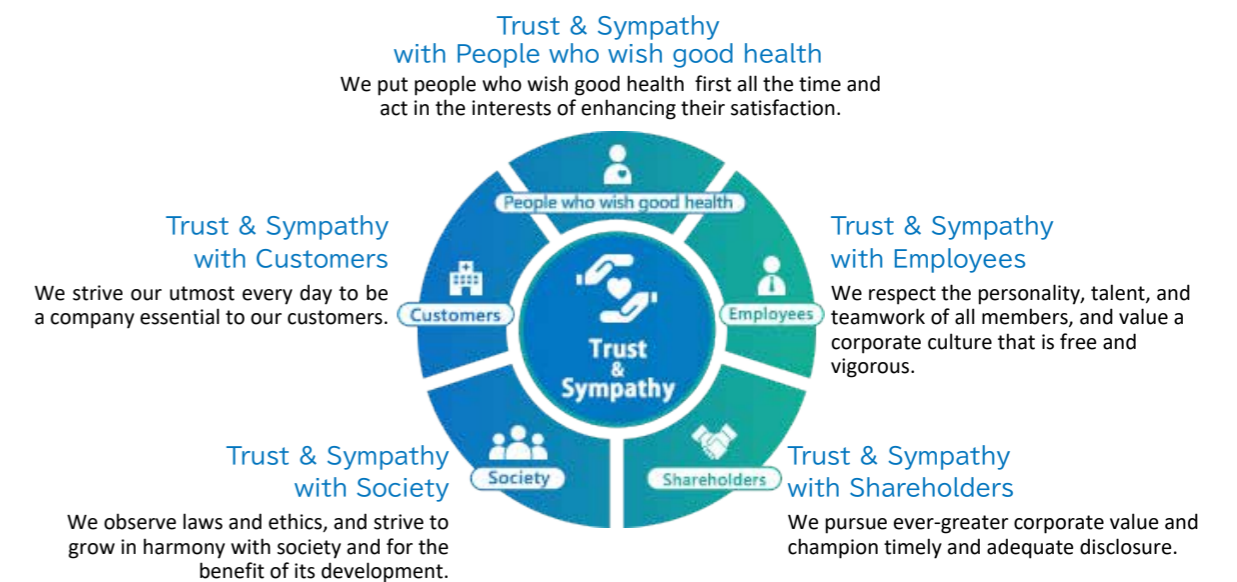 Trust & Sympathy
with People who wish good health
We put people who wish good health first all the time and
act in the interests of enhancing their satisfaction.
People who wish good health
Trust & Sympathy
with Customers
We strive our utmost every day to be
a company essential to our customers.
Customers
Trust
&
Sympathy
Employees
Trust & Sympathy
with Employees
We respect the personality, talent, and
teamwork of all members, and value a
corporate culture that is free and
vigorous.
Trust & Sympathy
with Society
We observe laws and ethics, and strive to
grow in harmony with society and for the
benefit of its development.
Society
Shareholders
Trust & Sympathy
with Shareholders
We pursue ever-greater corporate value and
champion timely and adequate disclosure.